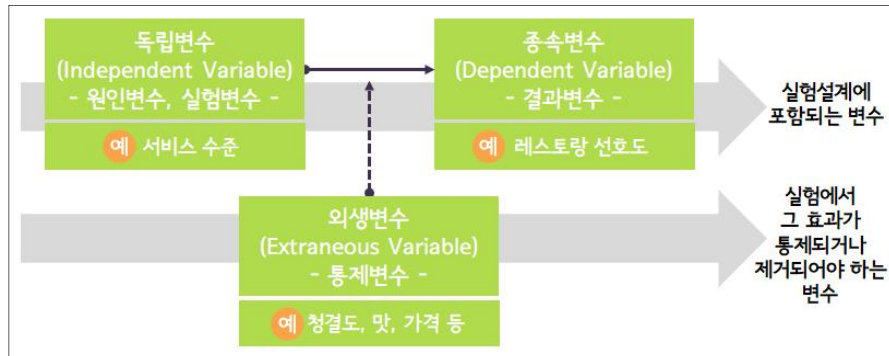 독립변수
(Independent Variable)
- 원인변수, 실험변수 -
예 서비스 수준
종속변수
(Dependent Variable)
- 결과변수 -
예 레스토랑 선호도
실험설계에
포함되는 변수
외생변수
(Extraneous Variable)
- 통제변수 -
예 청결도, 맛, 가격 등
실험에서
그 효과가
통제되거나
제거되어야 하는
변수